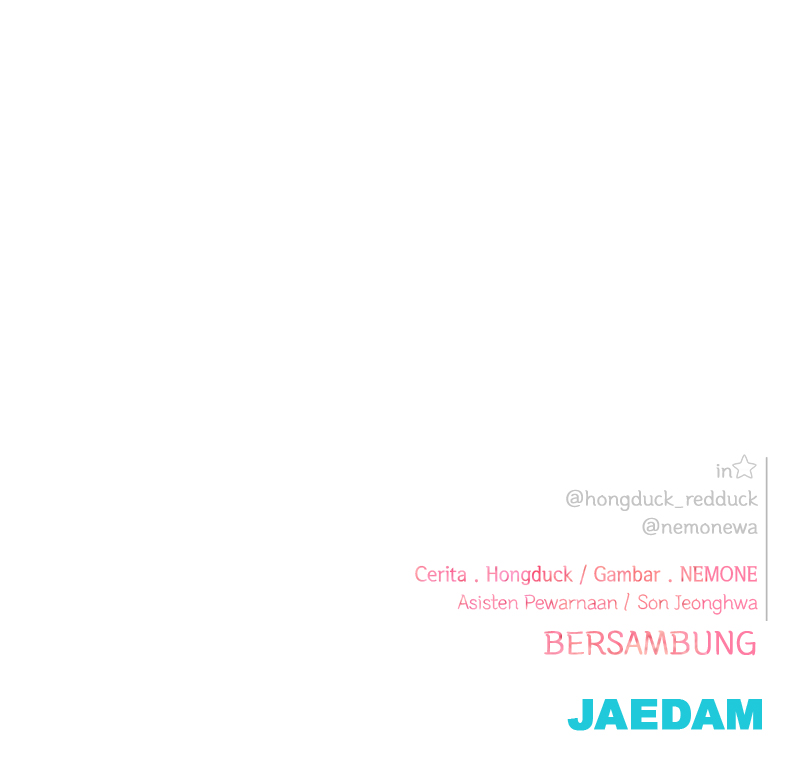 in☆
@hongduck_redduck
@nemonewa
Cerita . Hongduck / Gambar . NEMONE
Asisten Pewarnaan / Son Jeonghwa
BERSAMBUNG
JAEDAM